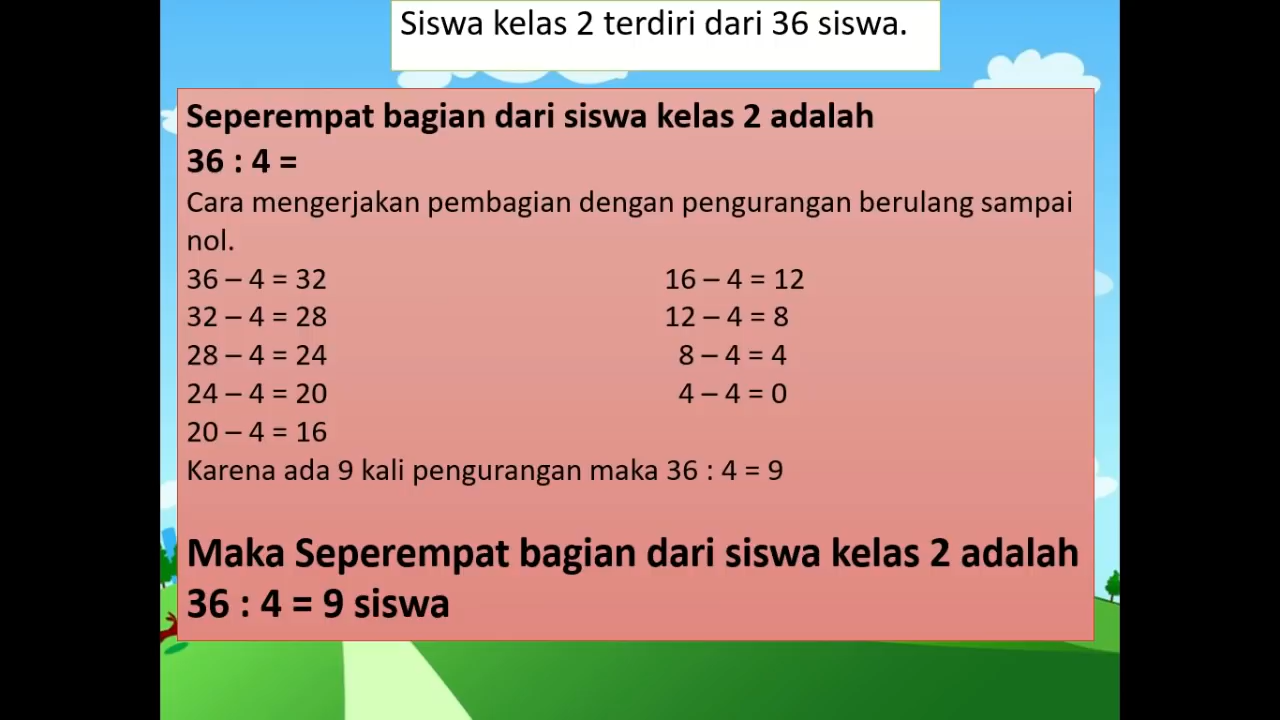 Siswa kelas 2 terdiri dari 36 siswa.
Seperempat bagian dari siswa kelas 2 adalah
36 : 4 =
Cara mengerjakan pembagian dengan pengurangan berulang sampai
nol.
36 – 4 = 32
32 – 4 = 28
28 – 4 = 24
24 – 4 = 20
20 – 4 = 16
16 – 4 = 12
12 – 4 = 8
8 – 4 = 4
4 – 4 = 0
Karena ada 9 kali pengurangan maka 36 : 4 = 9
Maka Seperempat bagian dari siswa kelas 2 adalah
36 : 4 = 9 siswa